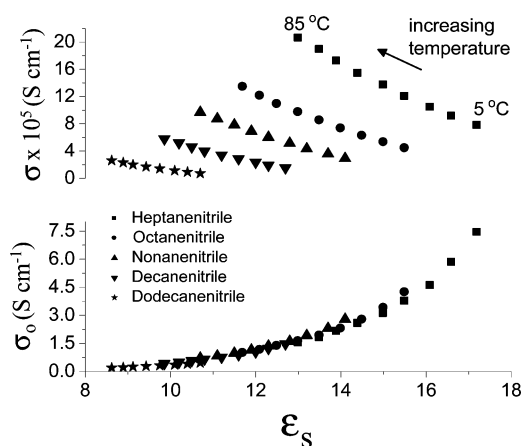 σ x 10⁵ (S cm⁻¹)
20
16
12
8
4
0
85 °C
increasing
temperature
5 °C
σₒ (S cm⁻¹)
7.5
6.0
4.5
3.0
1.5
0.0
Heptanenitrile
Octanenitrile
Nonanenitrile
Decanenitrile
Dodecanenitrile
8 10 12 14 16 18
εₛ